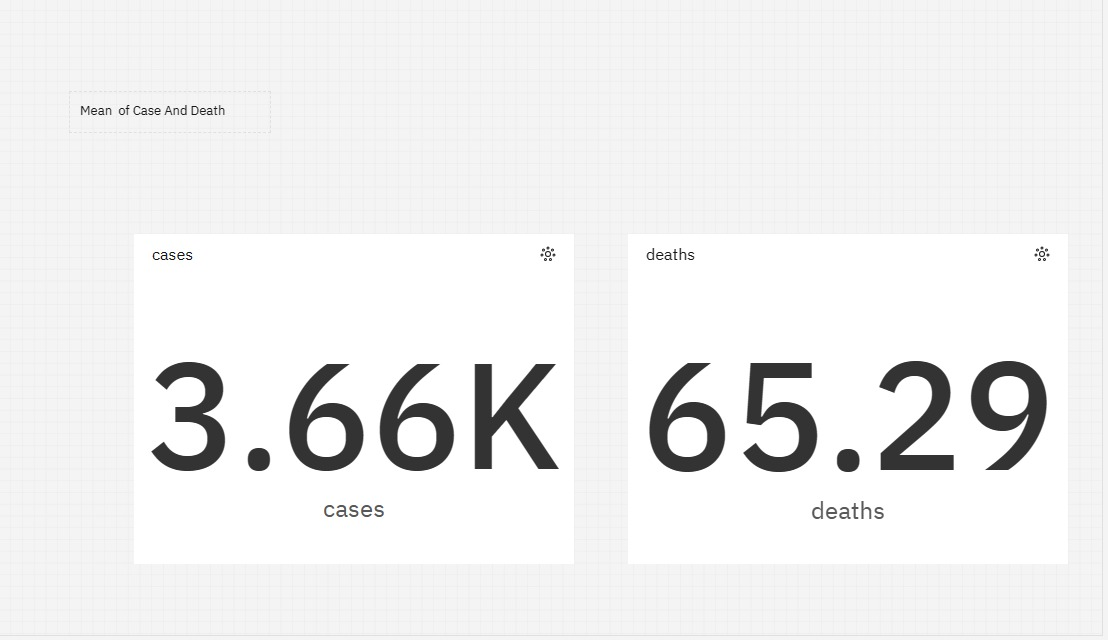 Mean  of Case And Death
cases
deaths
3.66K
65.29
cases
deaths